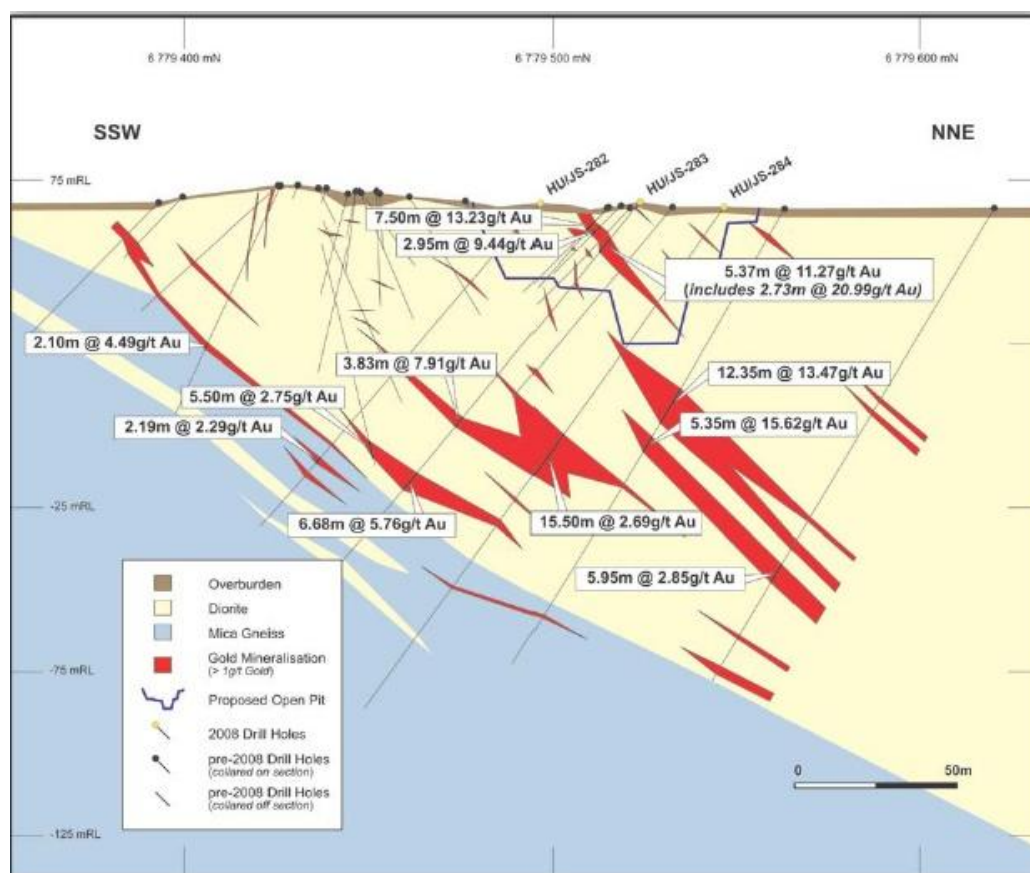 6 779 400 mN
6 779 500 mN
6 779 600 mN
SSW
NNE
HU/JS-282
HU/JS-283
HU/JS-284
75 mRL
7.50m @ 13.23g/t Au
2.95m @ 9.44g/t Au
5.37m @ 11.27g/t Au
(includes 2.73m @ 20.99g/t Au)
2.10m @ 4.49g/t Au
3.83m @ 7.91g/t Au
12.35m @ 13.47g/t Au
5.50m @ 2.75g/t Au
5.35m @ 15.62g/t Au
2.19m @ 2.29g/t Au
-25 mRL
6.68m @ 5.76g/t Au
15.50m @ 2.69g/t Au
5.95m @ 2.85g/t Au
Overburden
Diorite
Mica Gneiss
Gold Mineralisation
(> 1g/t Gold)
-75 mRL
Proposed Open Pit
2008 Drill Holes
pre-2008 Drill Holes
(collared on section)
pre-2008 Drill Holes
(collared off section)
0
50m
-125 mRL